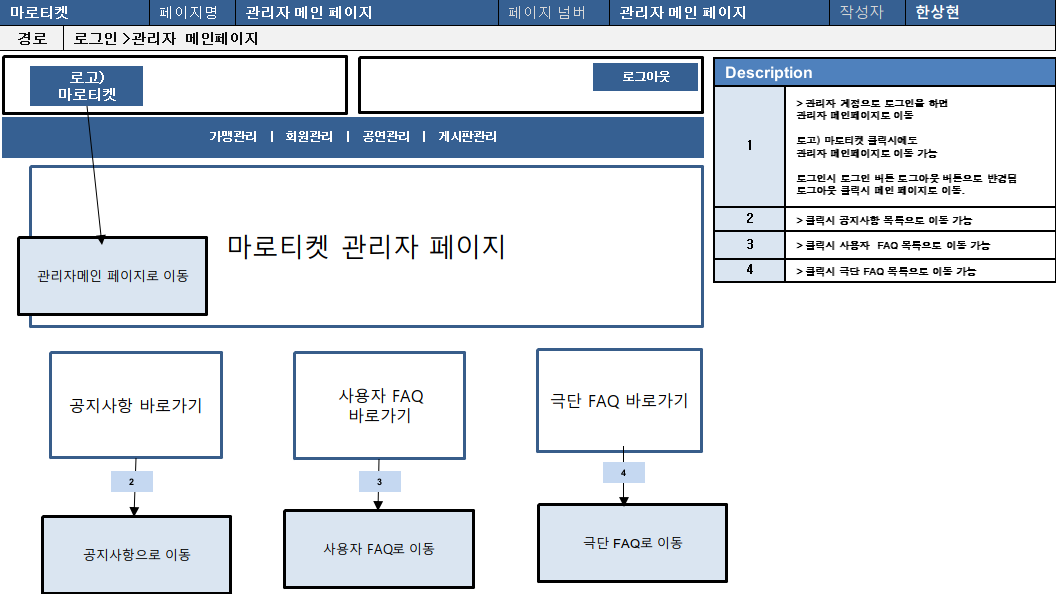 마로티켓 페이지명 관리자 메인 페이지 페이지 넘버 관리자 메인 페이지 작성자 한상현
경로 로그인 >관리자 메인페이지
로고)
마로티켓
로그아웃
가맹관리 | 회원관리 | 공연관리 | 게시판관리
마로티켓 관리자 페이지
관리자메인 페이지로 이동
공지사항 바로가기
사용자 FAQ
바로가기
극단 FAQ 바로가기
2
3
4
공지사항으로 이동
사용자 FAQ로 이동
극단 FAQ로 이동
Description
1
> 관리자 계정으로 로그인을 하면
관리자 메인페이지로 이동
로고) 마로티켓 클릭시에도
관리자 메인페이지로 이동 가능
로그인시 로그인 버튼 로그아웃 버튼으로 변경됨
로그아웃 클릭시 메인 페이지로 이동.
2 > 클릭시 공지사항 목록으로 이동 가능
3 > 클릭시 사용자 FAQ 목록으로 이동 가능
4 > 클릭시 극단 FAQ 목록으로 이동 가능